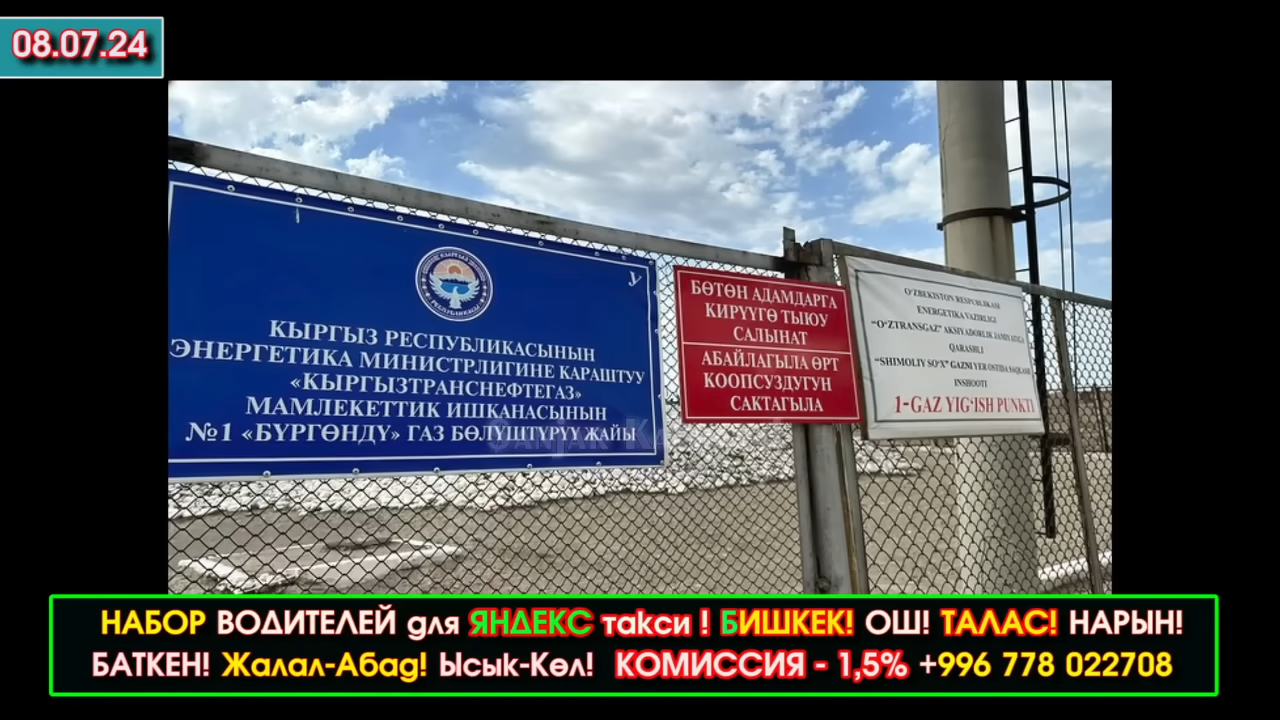 08.07.24
КЫРГЫЗ РЕСПУБЛИКАСЫНЫН
ЭНЕРГЕТИКА МИНИСТРЛИГИНЕ КАРАШТУУ
«КЫРГЫЗТРАНСНЕФТЕГАЗ»
МАМЛЕКЕТТИК ИШКАНАСЫНЫН
№1 «БҮРГӨНДҮ» ГАЗ БӨЛҮШТҮРҮҮ ЖАЙЫ
БӨТӨН АДАМДАРГА
КИРҮҮГӨ ТЫЮУ
САЛЫНАТ
АБАЙЛАГЫЛА ӨРТ
КООПСУЗДУГУН
САКТАГЫЛА
O‘ZBEKISTON RESPUBLIKASI
ENERGETIKA VAZIRLIGI
“O‘ZTRANSGAZ” AKSIYADORLIK JAMIYATIGA
QARASHLI
“SHIMOLIY SO‘X” GAZNI YER OSTIDA SAQLASH
INSHOOTI
1-GAZ YIG‘ISH PUNKTI
НАБОР ВОДИТЕЛЕЙ для ЯНДЕКС такси ! БИШКЕК! ОШ! ТАЛАС! НАРЫН!
БАТКЕН! Жалал-Абад! Ысык-Көл! КОМИССИЯ - 1,5% +996 778 022708